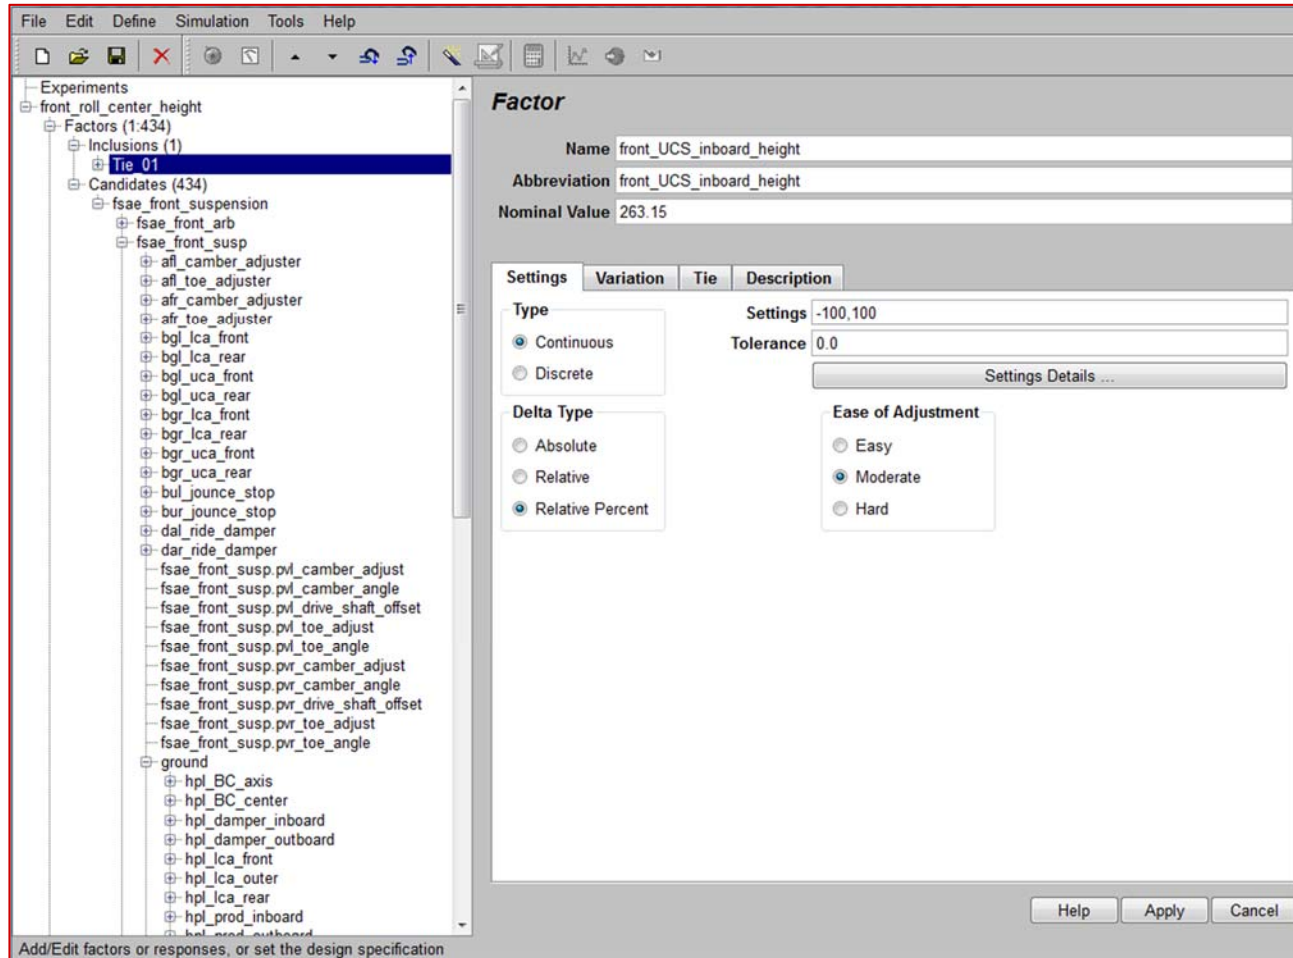 File Edit Define Simulation Tools Help
Experiments
front_roll_center_height
Factors (1:434)
Inclusions (1)
Tie_01
Candidates (434)
fsae_front_suspension
fsae_front_arb
fsae_front_susp
afl_camber_adjuster
afl_toe_adjuster
afr_camber_adjuster
afr_toe_adjuster
bgl_lca_front
bgl_lca_rear
bgl_uca_front
bgl_uca_rear
bgr_lca_front
bgr_lca_rear
bgr_uca_front
bgr_uca_rear
bul_jounce_stop
bur_jounce_stop
dal_ride_damper
dar_ride_damper
fsae_front_susp.pvl_camber_adjust
fsae_front_susp.pvl_camber_angle
fsae_front_susp.pvl_drive_shaft_offset
fsae_front_susp.pvl_toe_adjust
fsae_front_susp.pvl_toe_angle
fsae_front_susp.pvr_camber_adjust
fsae_front_susp.pvr_camber_angle
fsae_front_susp.pvr_drive_shaft_offset
fsae_front_susp.pvr_toe_adjust
fsae_front_susp.pvr_toe_angle
ground
hpl_BC_axis
hpl_BC_center
hpl_damper_inboard
hpl_damper_outboard
hpl_lca_front
hpl_lca_outer
hpl_lca_rear
hpl_prod_inboard
hpl_prod_outboard
Factor
Name front_UCS_inboard_height
Abbreviation front_UCS_inboard_height
Nominal Value 263.15
Settings Variation Tie Description
Type
Continuous
Discrete
Settings -100,100
Tolerance 0.0
Settings Details ...
Delta Type
Absolute
Relative
Relative Percent
Ease of Adjustment
Easy
Moderate
Hard
Help Apply Cancel
Add/Edit factors or responses, or set the design specification